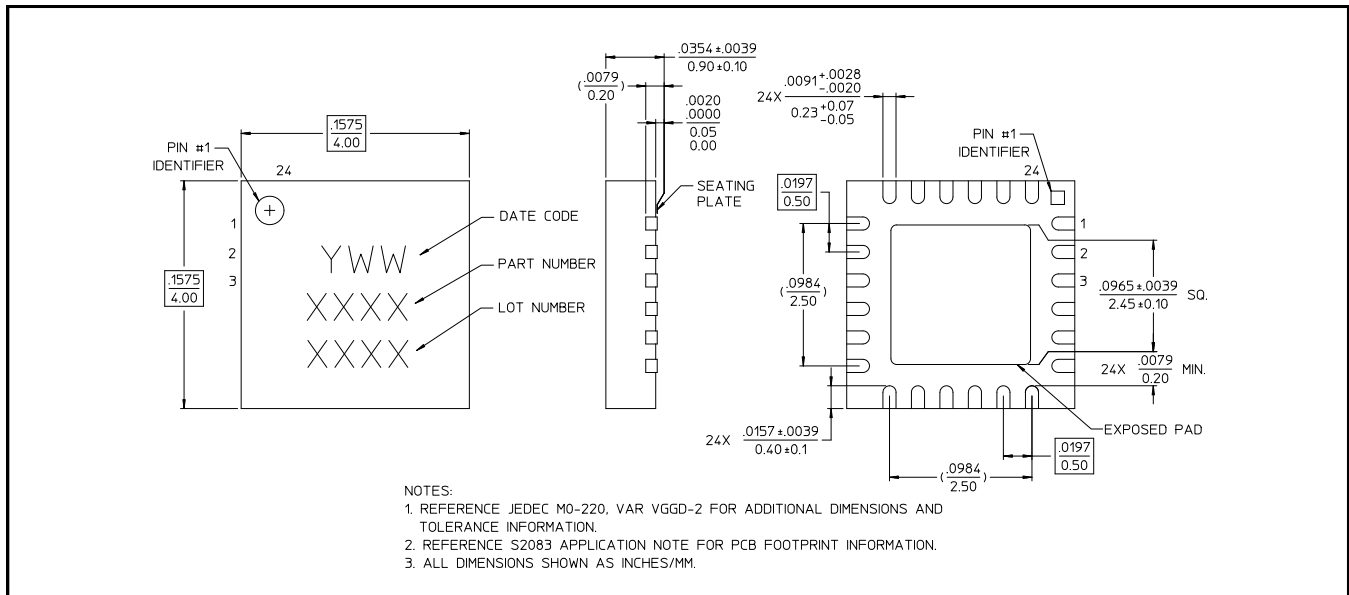 .1575
4.00
PIN #1
IDENTIFIER
24
1
2
3
.1575
4.00
YWW
XXXX
XXXX
DATE CODE
PART NUMBER
LOT NUMBER
.0354 ±.0039
0.90 ±0.10
(.0079)
0.20
.0020
.0000
0.05
0.00
SEATING
PLATE
24X .0091 +.0028 -.0020
0.23 +0.07 -0.05
PIN #1
IDENTIFIER
24
.0197
0.50
1
2
3
(.0984)
2.50
.0965 ±.0039 SQ.
2.45 ±0.10
24X .0079 MIN.
0.20
24X .0157 ±.0039
0.40 ±0.1
EXPOSED PAD
.0197
0.50
(.0984)
2.50
NOTES:
1. REFERENCE JEDEC MO-220, VAR VGGD-2 FOR ADDITIONAL DIMENSIONS AND
TOLERANCE INFORMATION.
2. REFERENCE S2083 APPLICATION NOTE FOR PCB FOOTPRINT INFORMATION.
3. ALL DIMENSIONS SHOWN AS INCHES/MM.